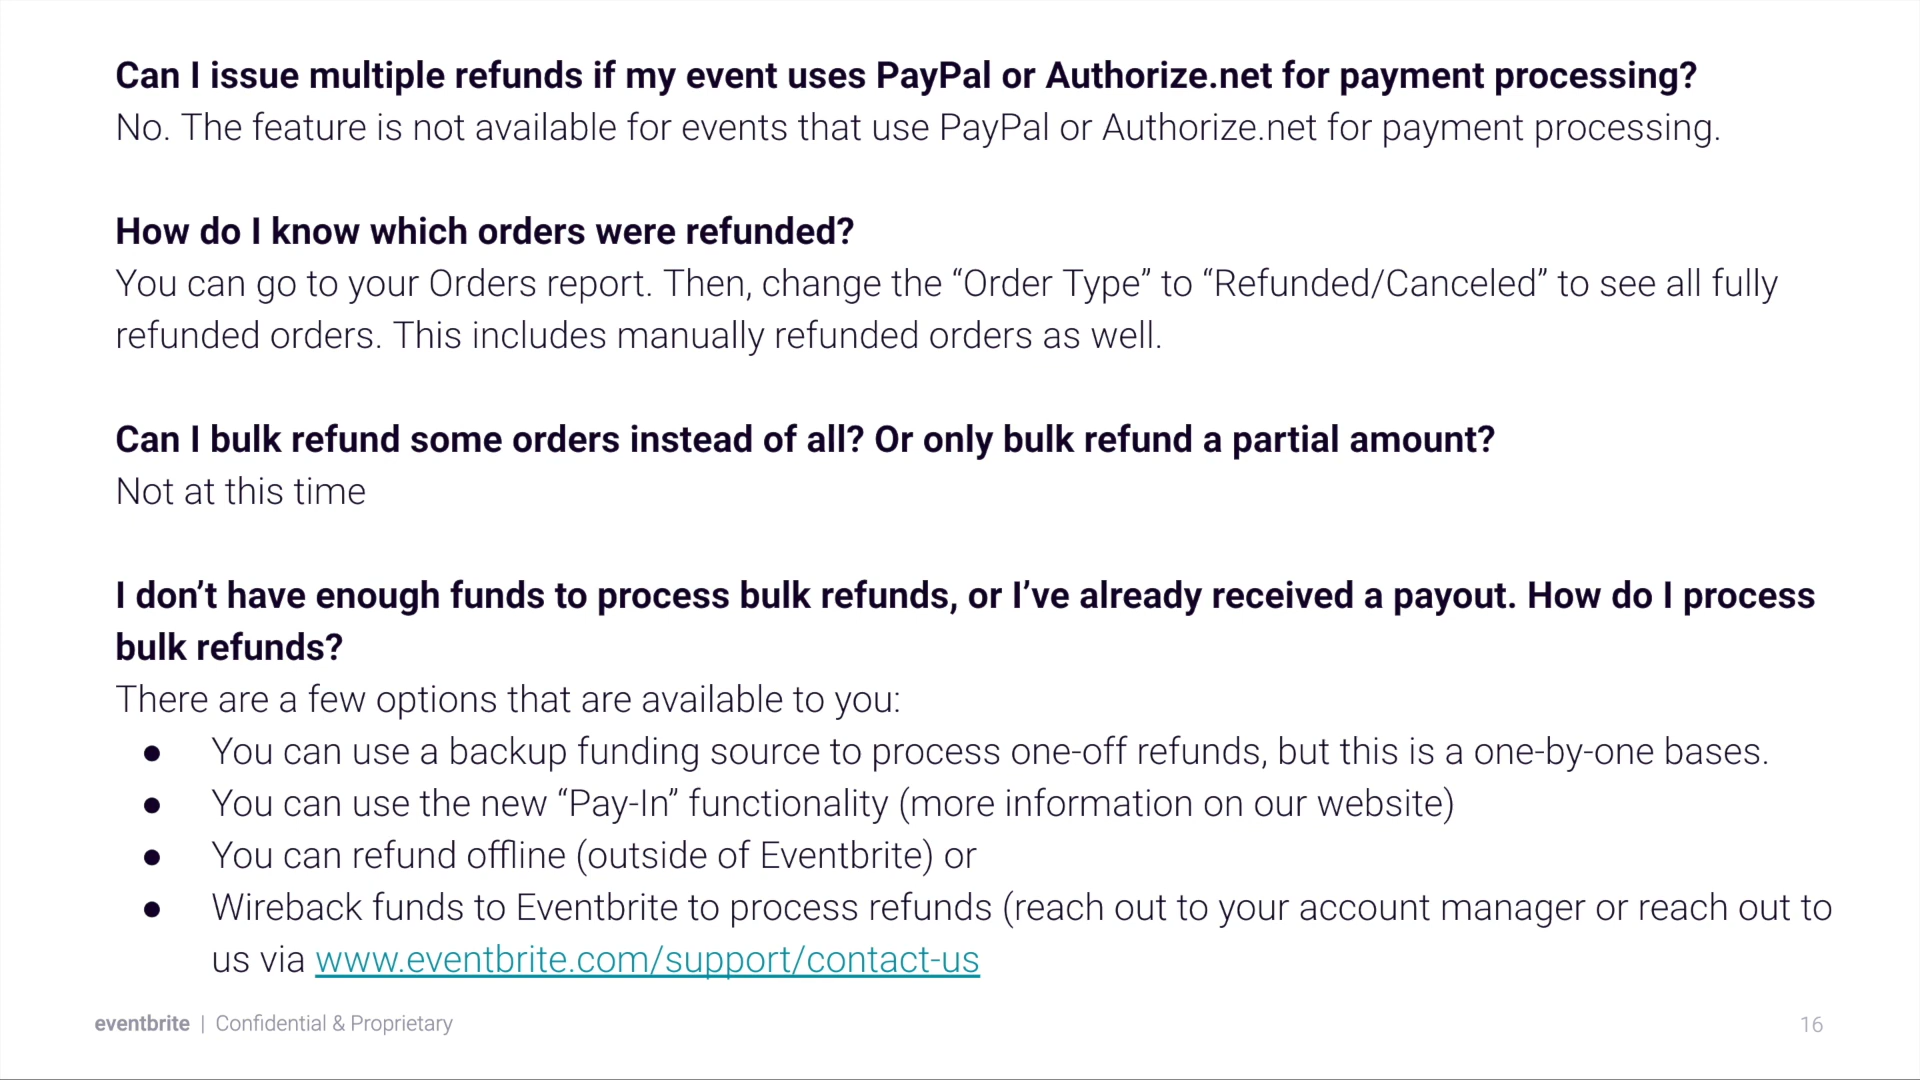 Can I issue multiple refunds if my event uses PayPal or Authorize.net for payment processing?
No. The feature is not available for events that use PayPal or Authorize.net for payment processing.
How do I know which orders were refunded?
You can go to your Orders report. Then, change the “Order Type” to “Refunded/Canceled” to see all fully
refunded orders. This includes manually refunded orders as well.
Can I bulk refund some orders instead of all? Or only bulk refund a partial amount?
Not at this time
I don’t have enough funds to process bulk refunds, or I’ve already received a payout. How do I process
bulk refunds?
There are a few options that are available to you:
● You can use a backup funding source to process one-off refunds, but this is a one-by-one bases.
● You can use the new “Pay-In” functionality (more information on our website)
● You can refund offline (outside of Eventbrite) or
● Wireback funds to Eventbrite to process refunds (reach out to your account manager or reach out to
us via www.eventbrite.com/support/contact-us
eventbrite | Confidential & Proprietary
16